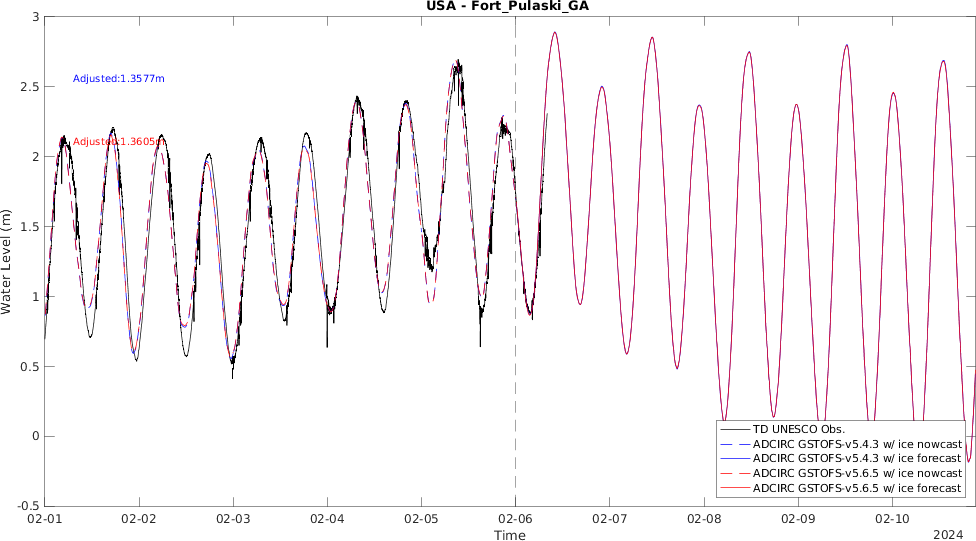 USA - Fort_Pulaski_GA
3
2.5
2
1.5
1
0.5
0
-0.5
Water Level (m)
Adjusted:1.3577m
Adjusted:1.3605m
TD UNESCO Obs.
ADCIRC GSTOFS-v5.4.3 w/ ice nowcast
ADCIRC GSTOFS-v5.4.3 w/ ice forecast
ADCIRC GSTOFS-v5.6.5 w/ ice nowcast
ADCIRC GSTOFS-v5.6.5 w/ ice forecast
02-01 02-02 02-03 02-04 02-05 02-06 02-07 02-08 02-09 02-10
Time
2024